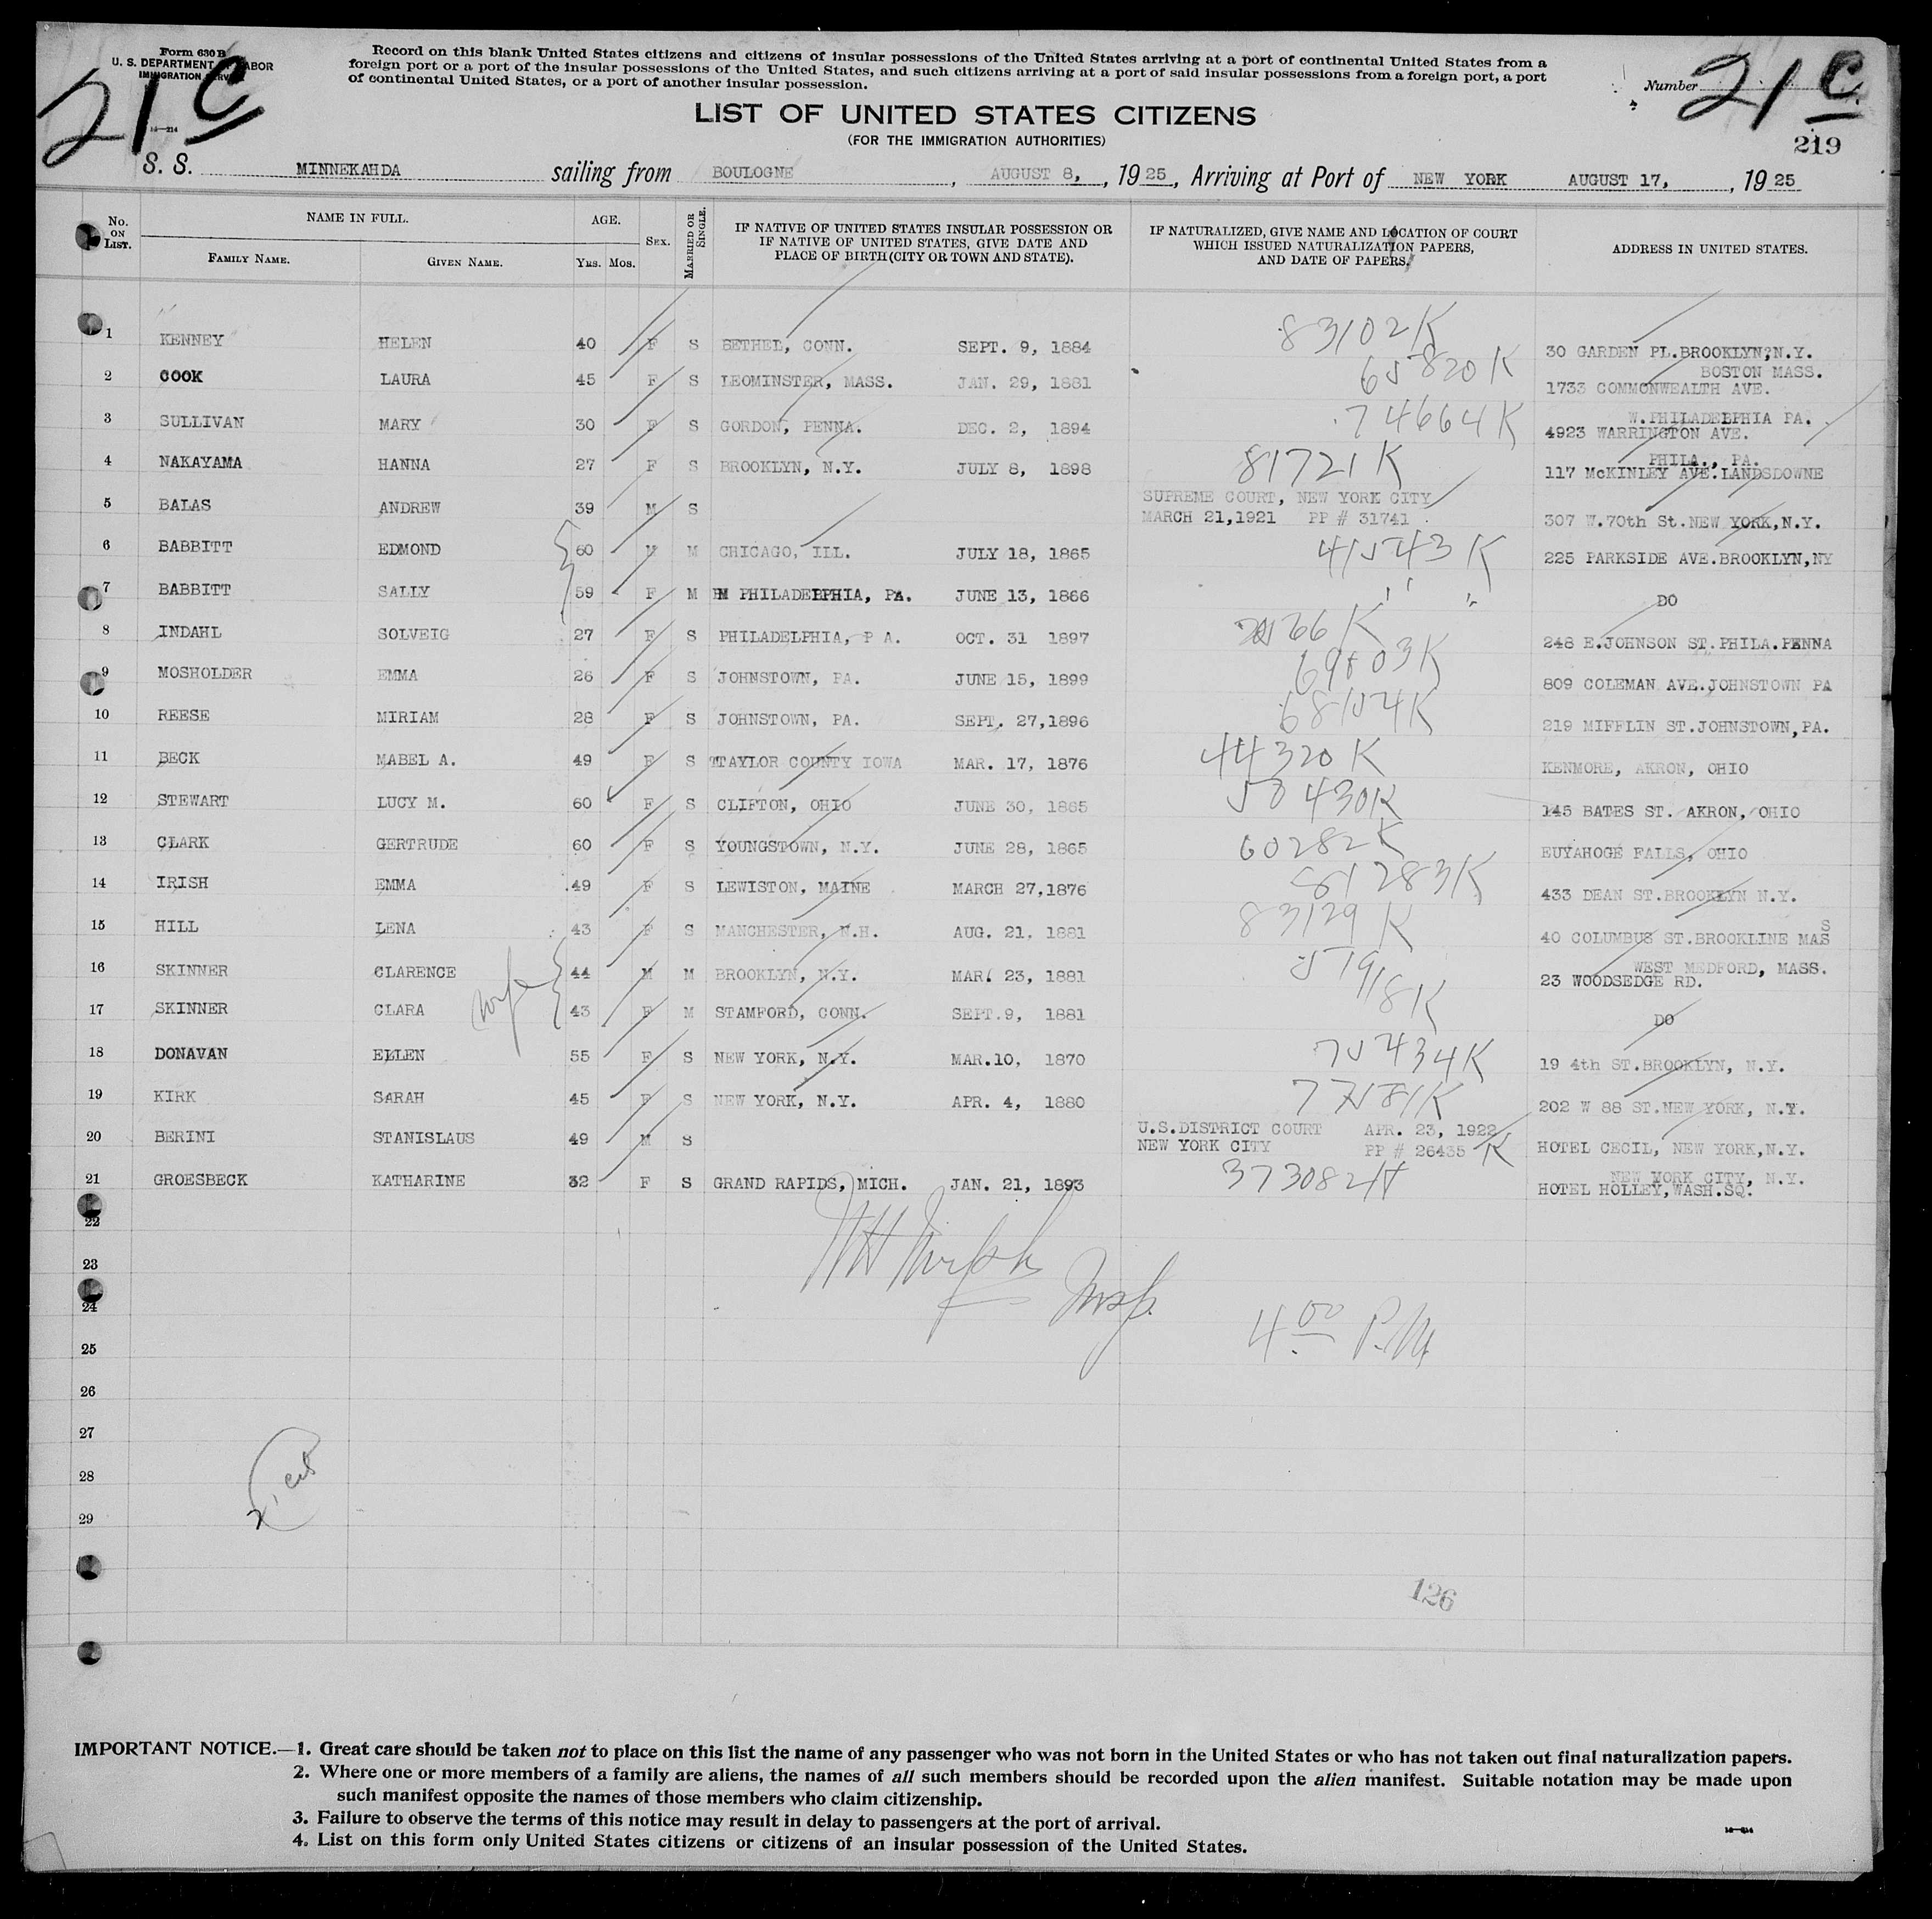 Form 630 B
U. S. DEPARTMENT OF LABOR
IMMIGRATION SERVICE
21 C
Record on this blank United States citizens and citizens of insular possessions of the United States arriving at a port of continental United States from a
foreign port or a port of the insular possessions of the United States, and such citizens arriving at a port of said insular possessions from a foreign port, a port
of continental United States, or a port of another insular possession.
Number 21 C
219
LIST OF UNITED STATES CITIZENS
(FOR THE IMMIGRATION AUTHORITIES)
S. S. MINNEKAHDA sailing from BOULOGNE, AUGUST 8, , 1925, Arriving at Port of NEW YORK AUGUST 17, , 1925
No. ON LIST. NAME IN FULL. AGE. SEX. MARRIED OR SINGLE. IF NATIVE OF UNITED STATES INSULAR POSSESSION OR IF NATIVE OF UNITED STATES, GIVE DATE AND PLACE OF BIRTH (CITY OR TOWN AND STATE). IF NATURALIZED, GIVE NAME AND LOCATION OF COURT WHICH ISSUED NATURALIZATION PAPERS, AND DATE OF PAPERS. ADDRESS IN UNITED STATES.
FAMILY NAME. GIVEN NAME. YRS. MOS.
1 KENNEY HELEN 40 F S BETHEL, CONN. SEPT. 9, 1884 83102 K 30 GARDEN PL.BROOKLYN,N.Y.
2 COOK LAURA 45 F S LEOMINSTER, MASS. JAN. 29, 1881 65820 K BOSTON MASS.
1733 COMMONWEALTH AVE.
3 SULLIVAN MARY 30 F S GORDON, PENNA. DEC. 2, 1894 74664 K W.PHILADELPHIA PA.
4923 WARRINGTON AVE.
4 NAKAYAMA HANNA 27 F S BROOKLYN, N.Y. JULY 8, 1898 81721 K PHILA., PA.
117 McKINLEY AVE.LANDSDOWNE
5 BALAS ANDREW 39 M S SUPREME COURT, NEW YORK CITY
MARCH 21,1921 PP # 31741 307 W.70th St.NEW YORK,N.Y.
6 BABBITT EDMOND 60 M M CHICAGO, ILL. JULY 18, 1865 41543 K 225 PARKSIDE AVE.BROOKLYN,NY
7 BABBITT SALLY 59 F M PHILADELPHIA, PA. JUNE 13, 1866 " " DO
8 INDAHL SOLVEIG 27 F S PHILADELPHIA, P A. OCT. 31 1897 248 E.JOHNSON ST.PHILA.PENNA
9 MOSHOLDER EMMA 26 F S JOHNSTOWN, PA. JUNE 15, 1899 809 COLEMAN AVE.JOHNSTOWN PA
10 REESE MIRIAM 28 F S JOHNSTOWN, PA. SEPT. 27,1896 68154 K 219 MIFFLIN ST.JOHNSTOWN,PA.
11 BECK MABEL A. 49 F S TAYLOR COUNTY IOWA MAR. 17, 1876 44320 K KENMORE, AKRON, OHIO
12 STEWART LUCY M. 60 F S CLIFTON, OHIO JUNE 30, 1865 145 BATES ST. AKRON, OHIO
13 CLARK GERTRUDE 60 F S YOUNGSTOWN, N.Y. JUNE 28, 1865 60282 K EUYAHOGE FALLS, OHIO
14 IRISH EMMA 49 F S LEWISTON, MAINE MARCH 27,1876 433 DEAN ST.BROOKLYN N.Y.
15 HILL LENA 43 F S MANCHESTER, N.H. AUG. 21, 1881 83129 K 40 COLUMBUS ST.BROOKLINE MASS
16 SKINNER CLARENCE 44 M M BROOKLYN, N.Y. MAR. 23, 1881 51918 K WEST MEDFORD, MASS.
23 WOODSEDGE RD.
17 SKINNER CLARA wife 43 F M STAMFORD, CONN. SEPT.9, 1881 DO
18 DONAVAN ELLEN 55 F S NEW YORK, N.Y. MAR.10, 1870 75434 K 19 4th ST.BROOKLYN, N.Y.
19 KIRK SARAH 45 F S NEW YORK, N.Y. APR. 4, 1880 202 W 88 ST.NEW YORK, N.Y.
20 BERINI STANISLAUS 49 M S U.S.DISTRICT COURT APR. 23, 1922
NEW YORK CITY PP # 26435 K HOTEL CECIL, NEW YORK,N.Y.
21 GROESBECK KATHARINE 32 F S GRAND RAPIDS, MICH. JAN. 21, 1893 NEW YORK CITY, N.Y.
HOTEL HOLLEY,WASH.SQ.
22
23
Insp.
24
4 00 P.M.
25
26
27
28
29
126
IMPORTANT NOTICE.—1. Great care should be taken not to place on this list the name of any passenger who was not born in the United States or who has not taken out final naturalization papers.
2. Where one or more members of a family are aliens, the names of all such members should be recorded upon the alien manifest. Suitable notation may be made upon
such manifest opposite the names of those members who claim citizenship.
3. Failure to observe the terms of this notice may result in delay to passengers at the port of arrival.
4. List on this form only United States citizens or citizens of an insular possession of the United States.